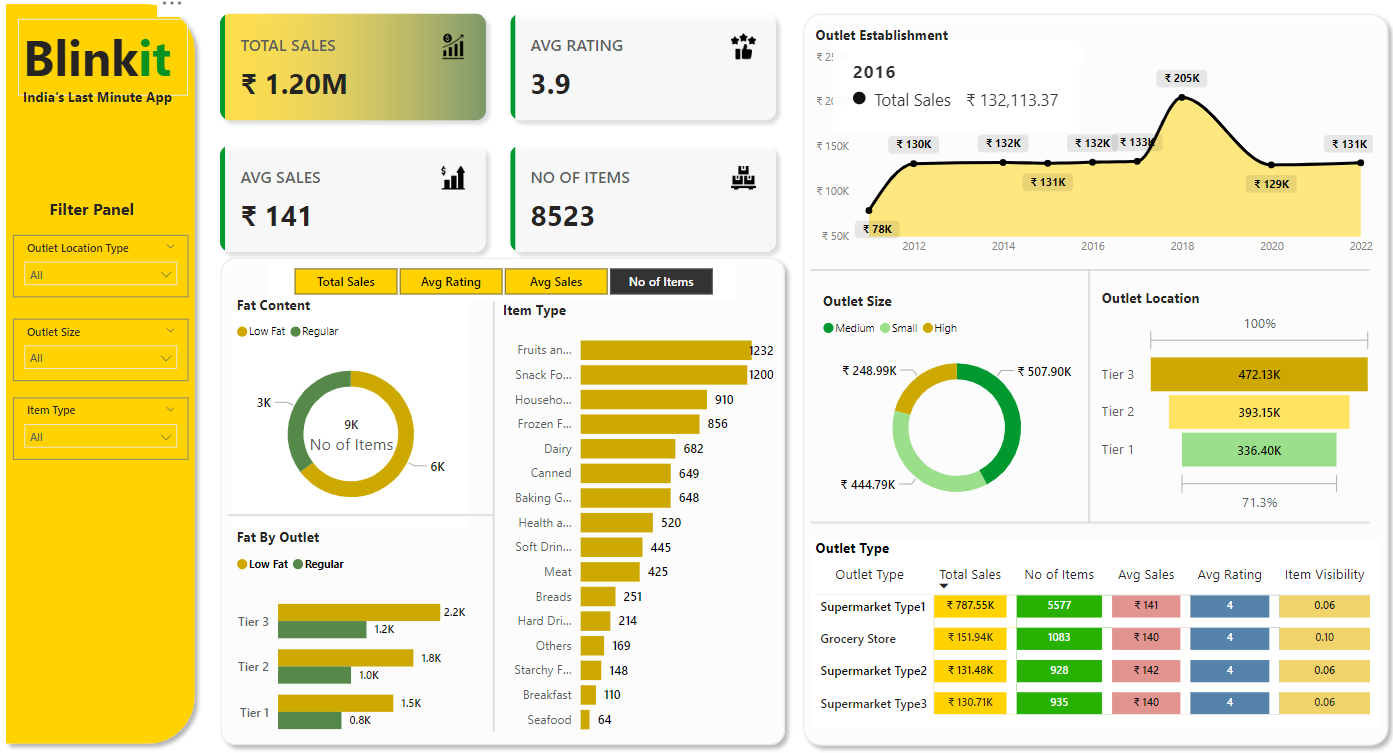 Blinkit
India's Last Minute App
Filter Panel
Outlet Location Type
All
Outlet Size
All
Item Type
All
TOTAL SALES
₹ 1.20M
AVG RATING
3.9
AVG SALES
₹ 141
NO OF ITEMS
8523
Total Sales Avg Rating Avg Sales No of Items
Fat Content
Low Fat Regular
3K
9K
No of Items
6K
Fat By Outlet
Low Fat Regular
Tier 3 2.2K
1.2K
Tier 2 1.8K
1.0K
Tier 1 1.5K
0.8K
Item Type
Fruits an... 1232
Snack Fo... 1200
Househo... 910
Frozen F... 856
Dairy 682
Canned 649
Baking G... 648
Health a... 520
Soft Drin... 445
Meat 425
Breads 251
Hard Dri... 214
Others 169
Starchy F... 148
Breakfast 110
Seafood 64
Outlet Establishment
2016
Total Sales ₹ 132,113.37
₹ 150K
₹ 100K
₹ 50K
₹ 78K ₹ 130K ₹ 132K ₹ 131K ₹ 132K ₹ 133K ₹ 205K ₹ 129K ₹ 131K
2012 2014 2016 2018 2020 2022
Outlet Size
Medium Small High
₹ 248.99K ₹ 507.90K
₹ 444.79K
Outlet Location
100%
Tier 3 472.13K
Tier 2 393.15K
Tier 1 336.40K
71.3%
Outlet Type
Outlet Type Total Sales No of Items Avg Sales Avg Rating Item Visibility
Supermarket Type1 ₹ 787.55K 5577 ₹ 141 4 0.06
Grocery Store ₹ 151.94K 1083 ₹ 140 4 0.10
Supermarket Type2 ₹ 131.48K 928 ₹ 142 4 0.06
Supermarket Type3 ₹ 130.71K 935 ₹ 140 4 0.06